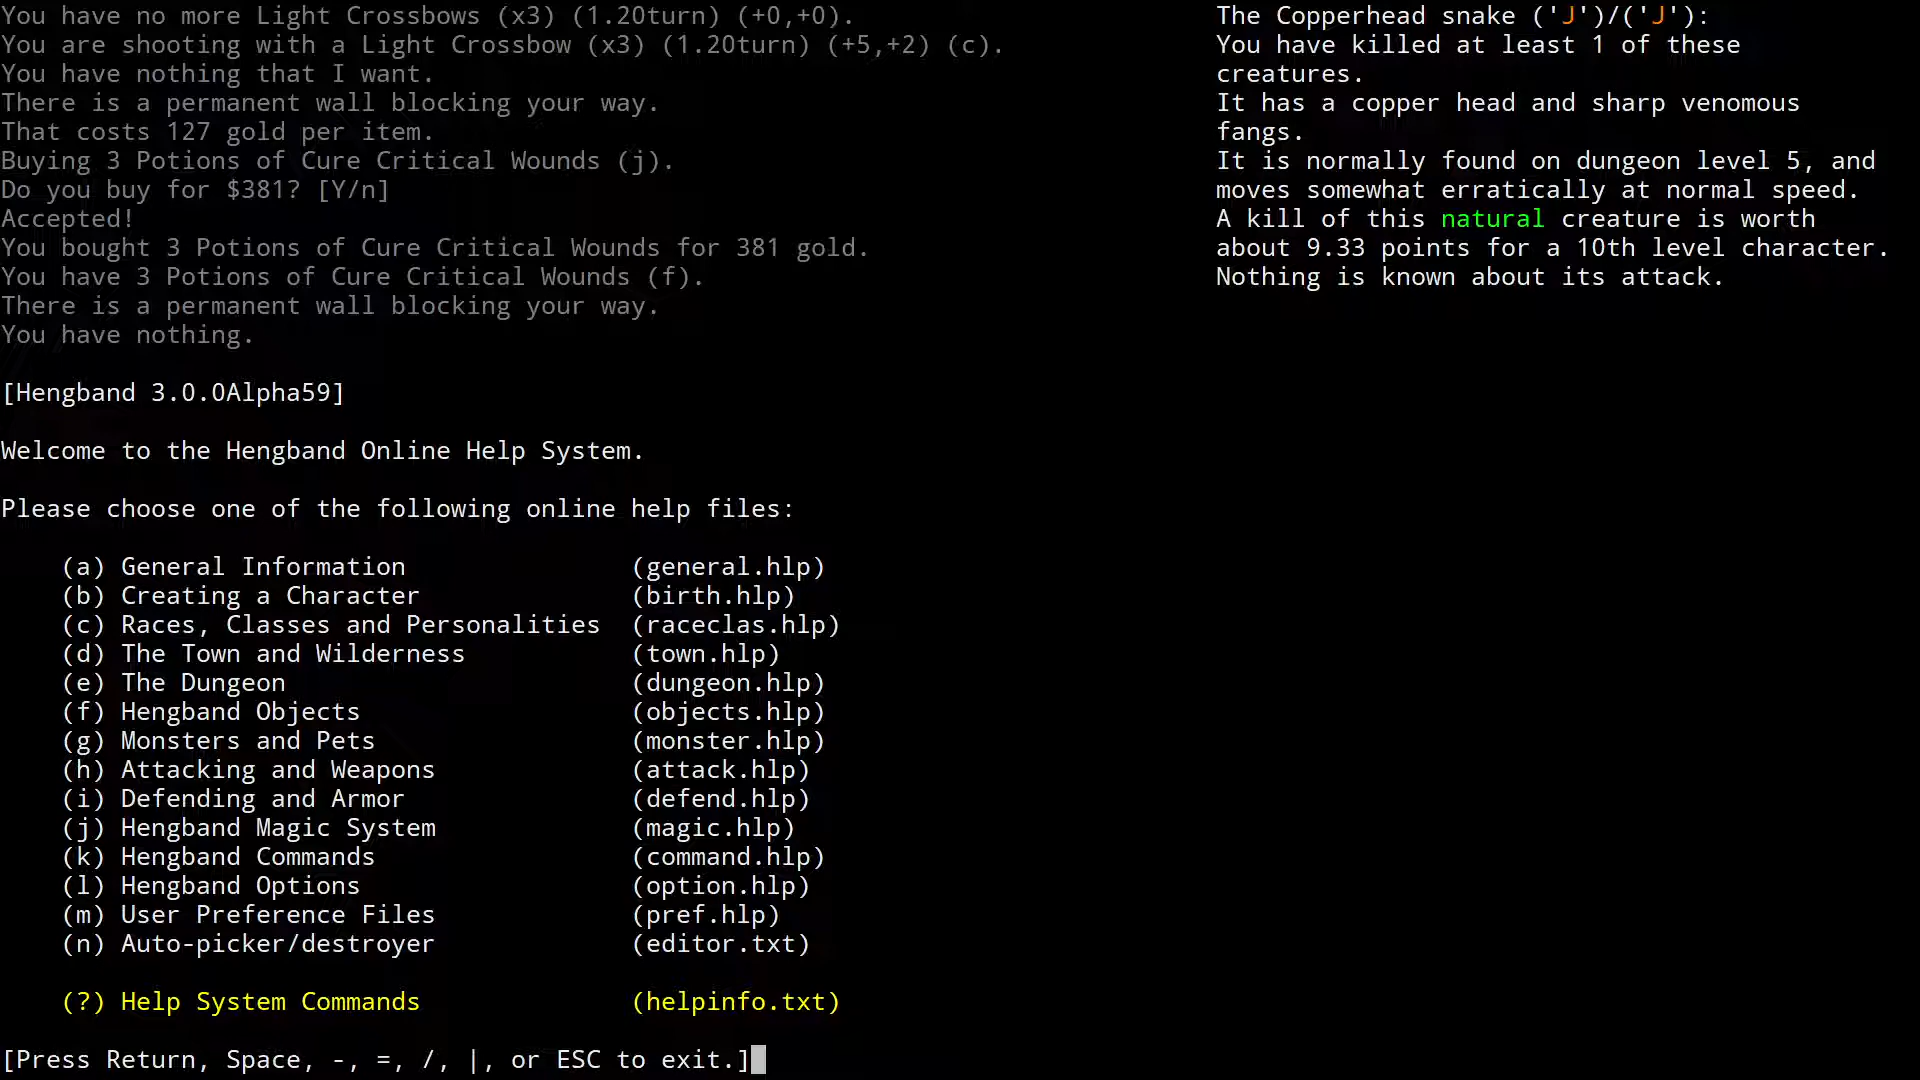 You have no more Light Crossbows (x3) (1.20turn) (+0,+0).
You are shooting with a Light Crossbow (x3) (1.20turn) (+5,+2) (c).
You have nothing that I want.
There is a permanent wall blocking your way.
That costs 127 gold per item.
Buying 3 Potions of Cure Critical Wounds (j).
Do you buy for $381? [Y/n]
Accepted!
You bought 3 Potions of Cure Critical Wounds for 381 gold.
You have 3 Potions of Cure Critical Wounds (f).
There is a permanent wall blocking your way.
You have nothing.
[Hengband 3.0.0Alpha59]
Welcome to the Hengband Online Help System.
Please choose one of the following online help files:
(a) General Information (general.hlp)
(b) Creating a Character (birth.hlp)
(c) Races, Classes and Personalities (raceclas.hlp)
(d) The Town and Wilderness (town.hlp)
(e) The Dungeon (dungeon.hlp)
(f) Hengband Objects (objects.hlp)
(g) Monsters and Pets (monster.hlp)
(h) Attacking and Weapons (attack.hlp)
(i) Defending and Armor (defend.hlp)
(j) Hengband Magic System (magic.hlp)
(k) Hengband Commands (command.hlp)
(l) Hengband Options (option.hlp)
(m) User Preference Files (pref.hlp)
(n) Auto-picker/destroyer (editor.txt)
(?) Help System Commands (helpinfo.txt)
[Press Return, Space, -, =, /, |, or ESC to exit.]
The Copperhead snake ('J')/('J'):
You have killed at least 1 of these
creatures.
It has a copper head and sharp venomous
fangs.
It is normally found on dungeon level 5, and
moves somewhat erratically at normal speed.
A kill of this natural creature is worth
about 9.33 points for a 10th level character.
Nothing is known about its attack.